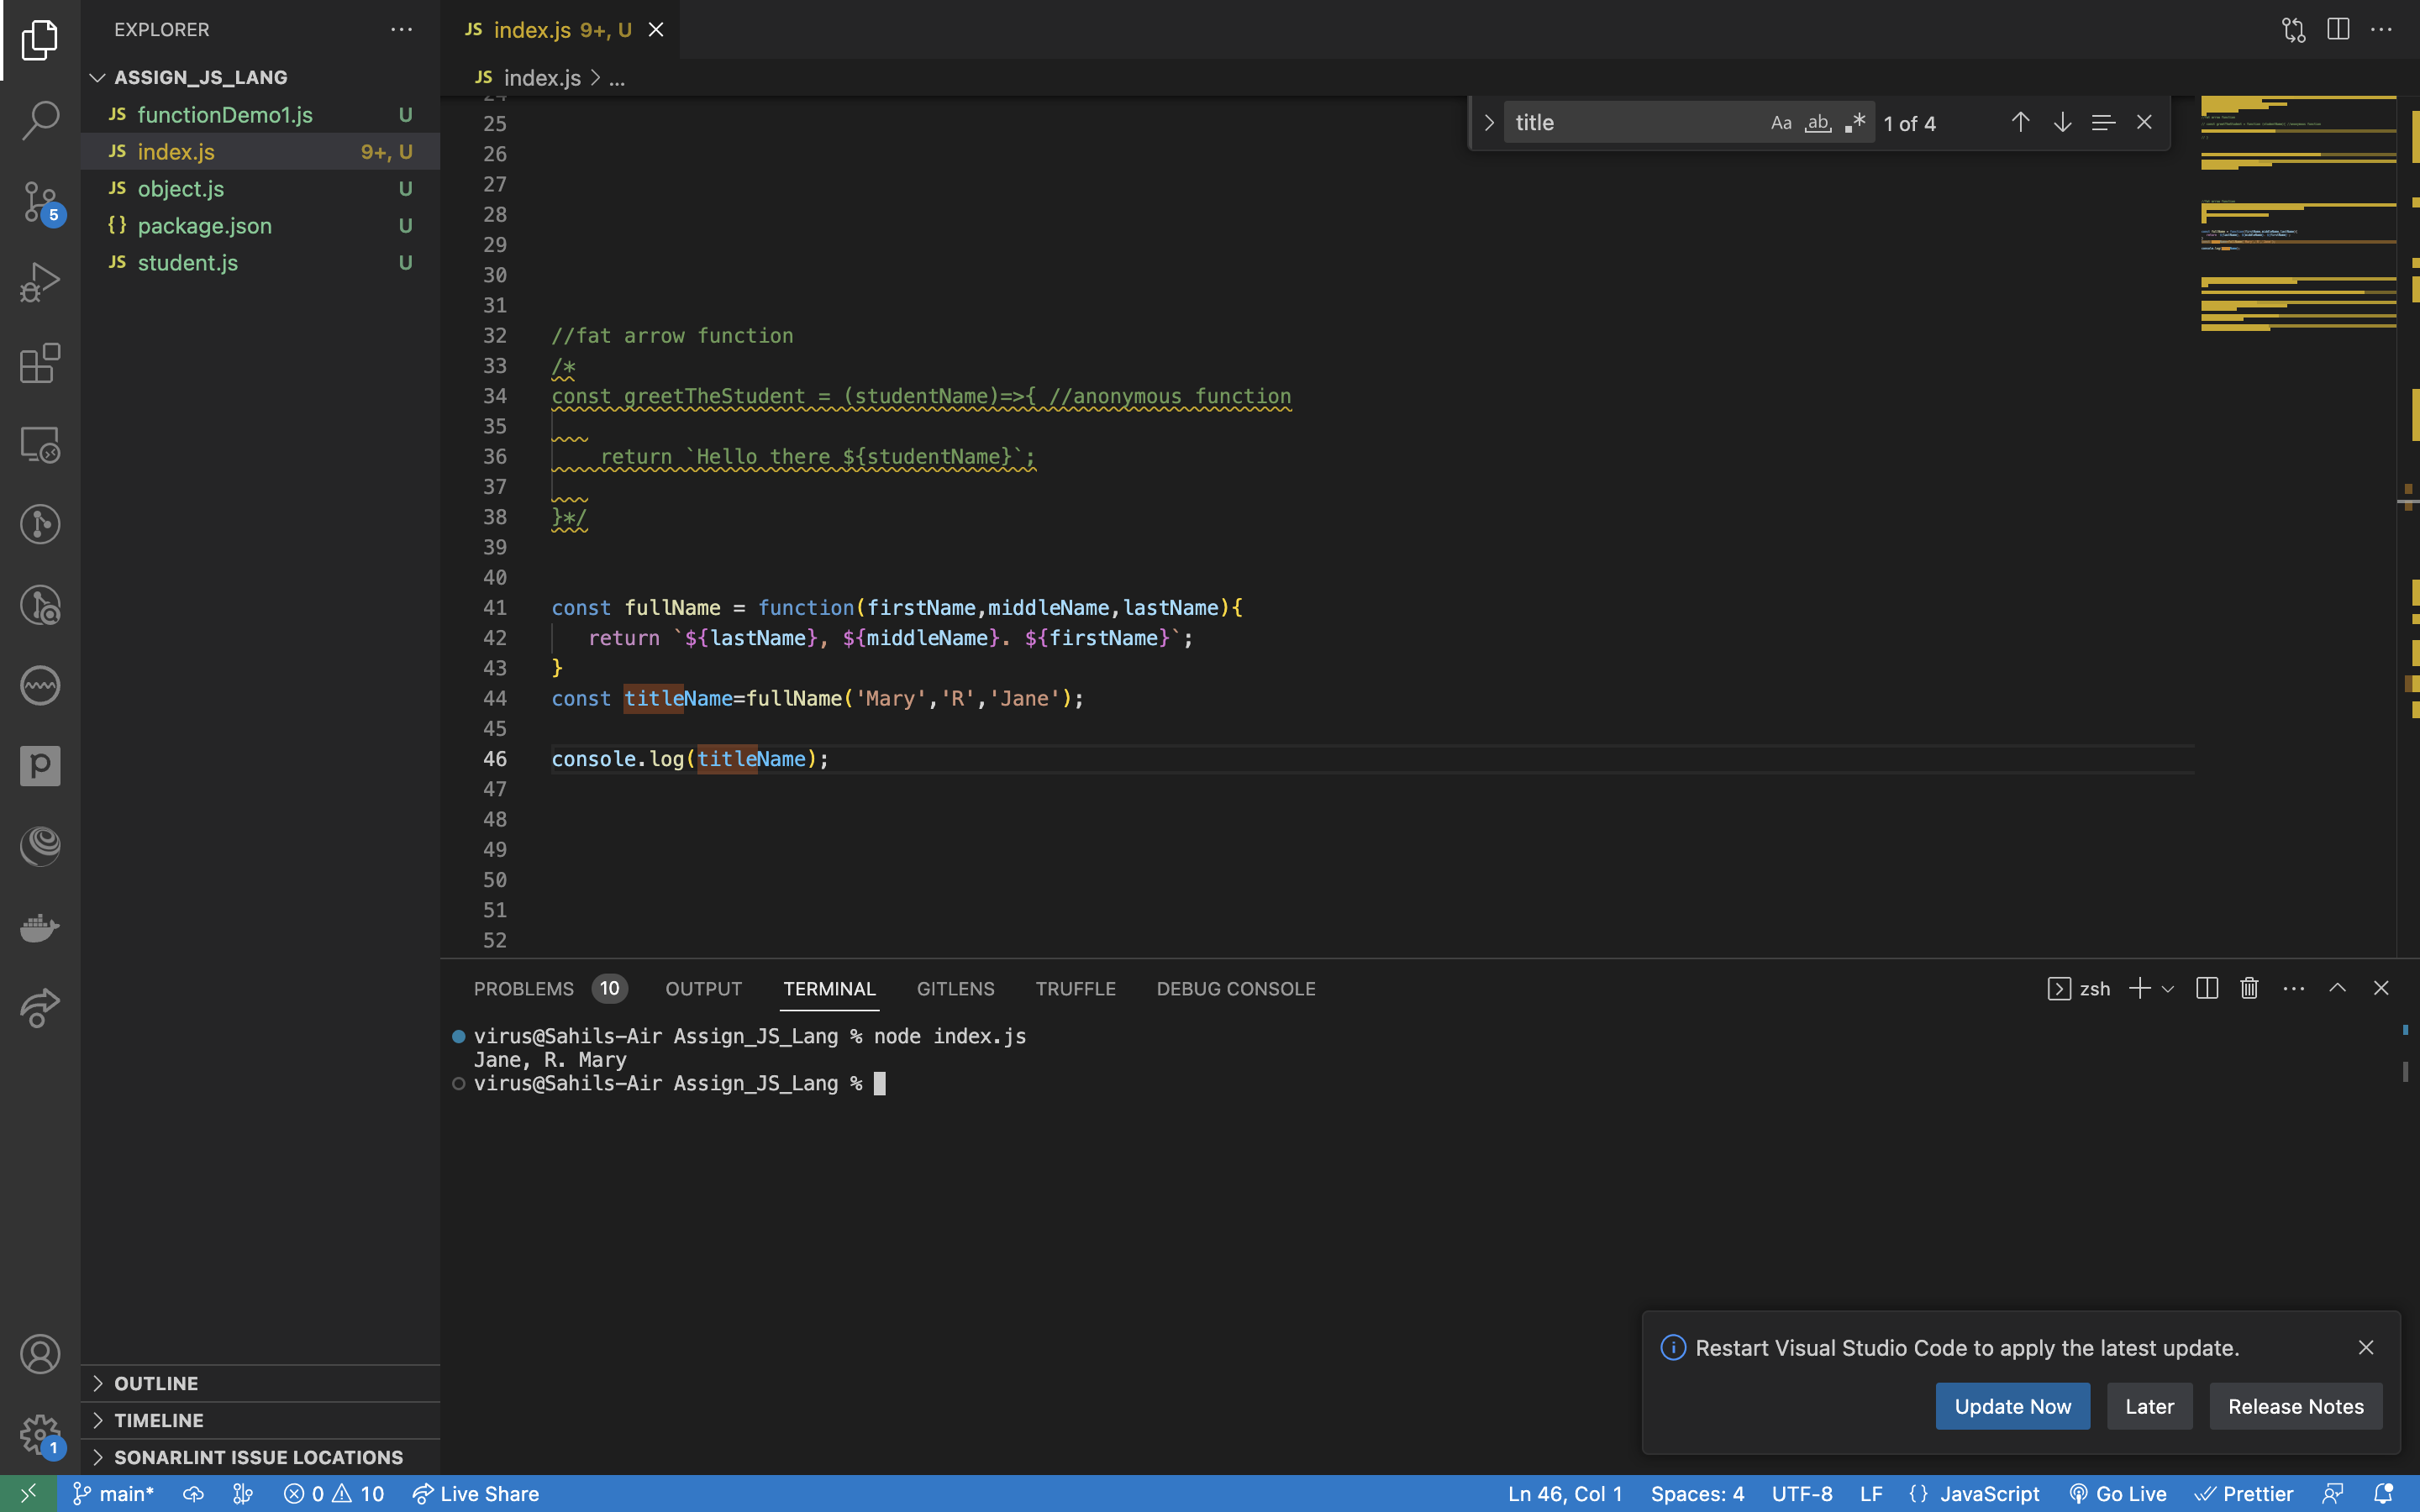 EXPLORER
ASSIGN_JS_LANG
JS functionDemo1.js U
JS index.js 9+, U
JS object.js U
{} package.json U
JS student.js U
5
OUTLINE
TIMELINE
SONARLINT ISSUE LOCATIONS
1
JS index.js 9+, U
JS index.js > ...
title Aa ab 1 of 4
25
26
27
28
29
30
31
32 //fat arrow function
33 /*
34 const greetTheStudent = (studentName)=>{ //anonymous function
35
36 return `Hello there ${studentName}`;
37
38 }*/
39
40
41 const fullName = function(firstName,middleName,lastName){
42 return `${lastName}, ${middleName}. ${firstName}`;
43 }
44 const titleName=fullName('Mary','R','Jane');
45
46 console.log(titleName);
47
48
49
50
51
52
PROBLEMS 10 OUTPUT TERMINAL GITLENS TRUFFLE DEBUG CONSOLE zsh
virus@Sahils-Air Assign_JS_Lang % node index.js
Jane, R. Mary
virus@Sahils-Air Assign_JS_Lang %
Restart Visual Studio Code to apply the latest update.
Update Now Later Release Notes
main* 0 10 Live Share Ln 46, Col 1 Spaces: 4 UTF-8 LF {} JavaScript Go Live Prettier